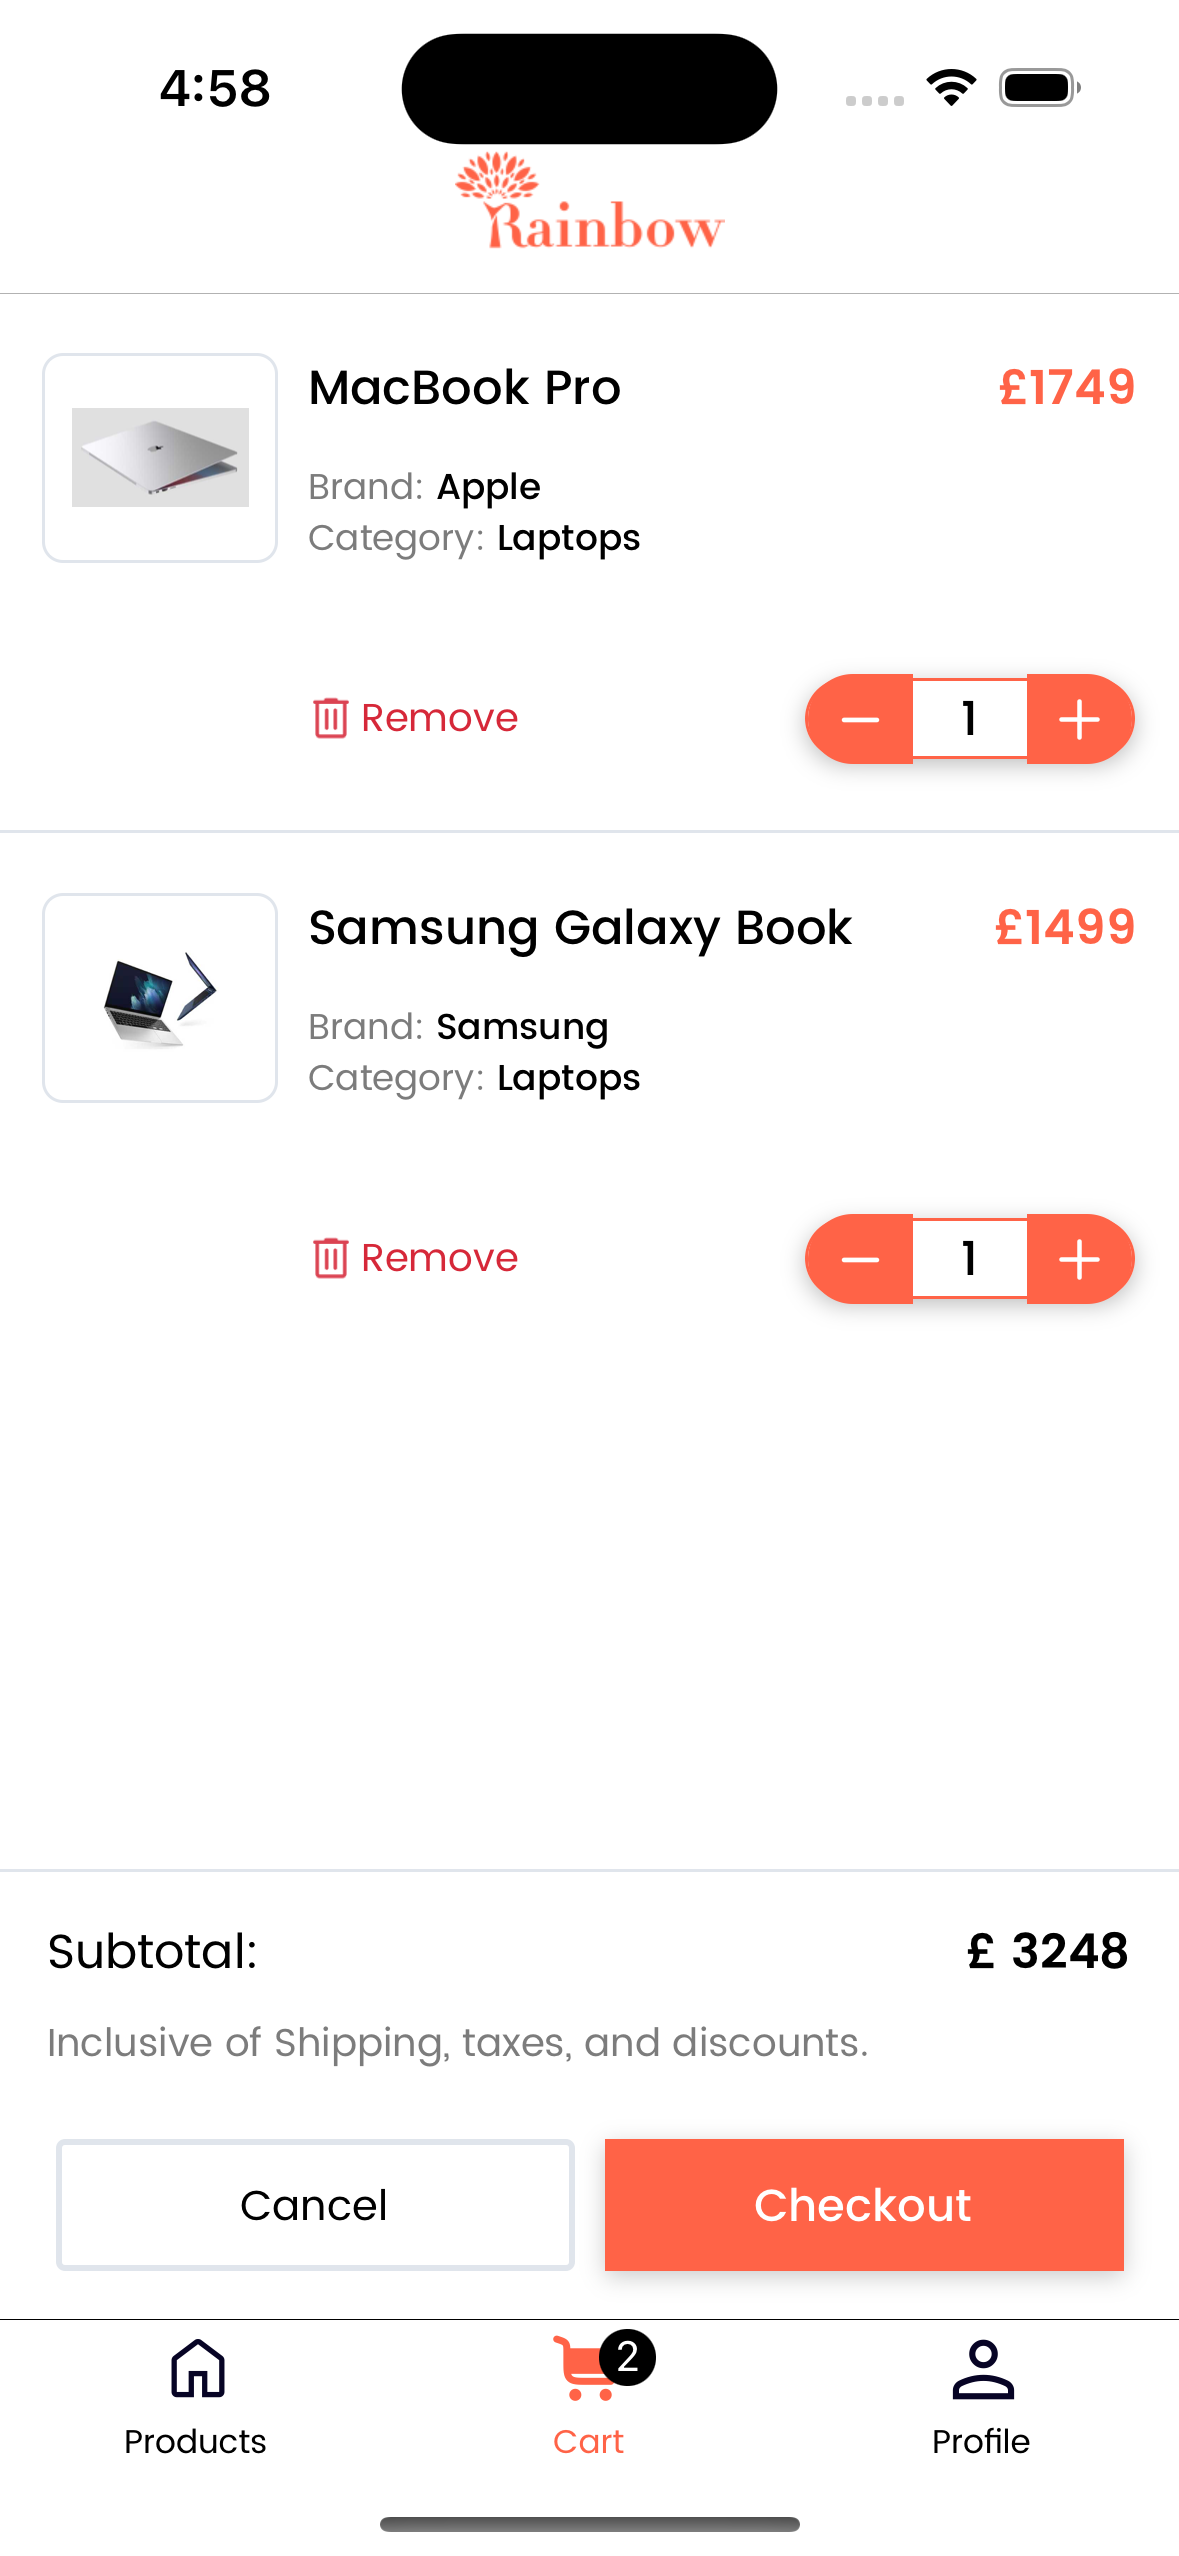 4:58
Rainbow
MacBook Pro £1749
Brand: Apple
Category: Laptops
Remove 1
Samsung Galaxy Book £1499
Brand: Samsung
Category: Laptops
Remove 1
Subtotal: £ 3248
Inclusive of Shipping, taxes, and discounts.
Cancel Checkout
2
Products Cart Profile